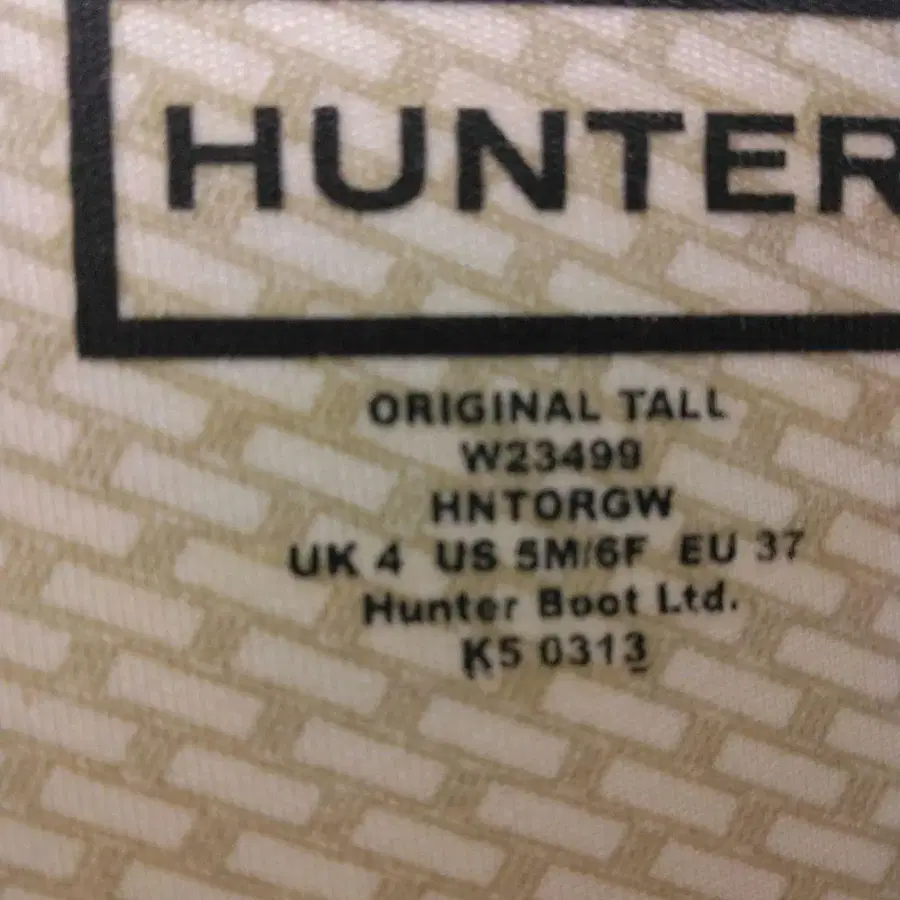 HUNTER
ORIGINAL TALL
W23499
HNTORGW
UK 4 US 5M/6F EU 37
Hunter Boot Ltd.
K5 0313